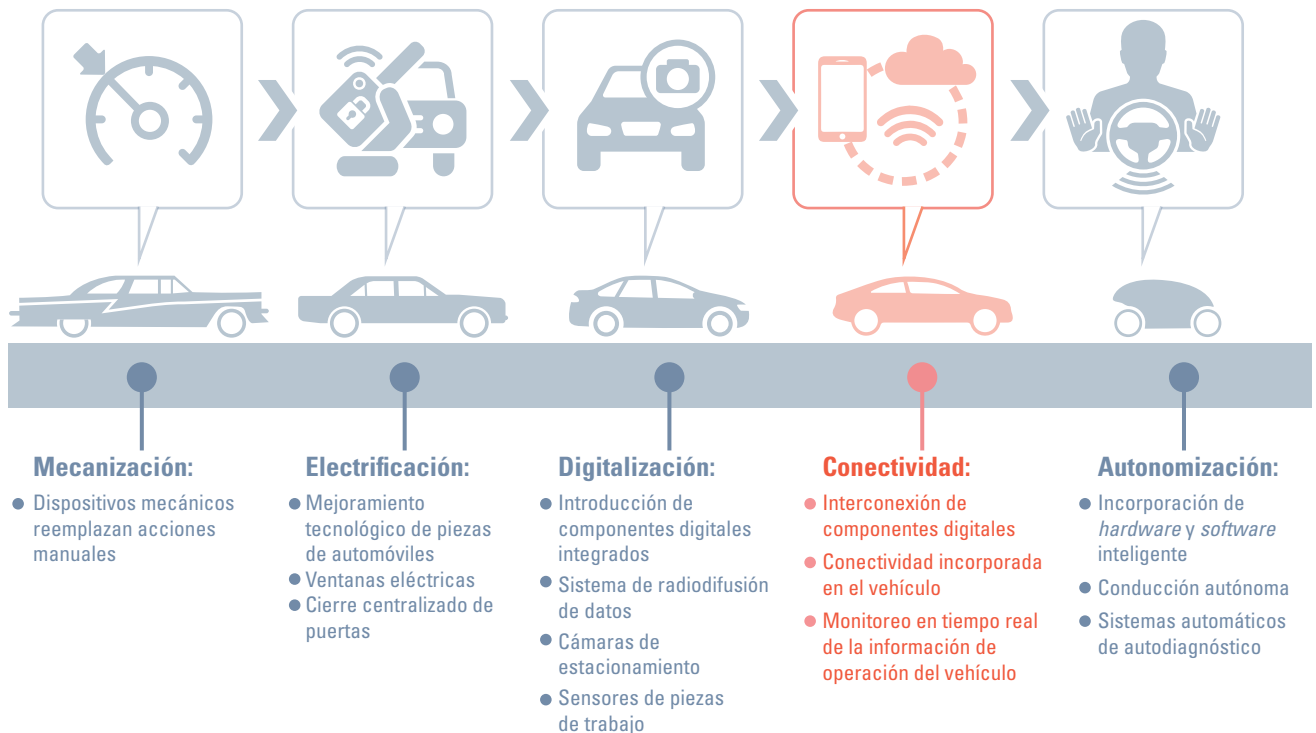 Mecanización:
Dispositivos mecánicos
reemplazan acciones
manuales
Electrificación:
Mejoramiento
tecnológico de piezas
de automóviles
Ventanas eléctricas
Cierre centralizado de
puertas
Digitalización:
Introducción de
componentes digitales
integrados
Sistema de radiodifusión
de datos
Cámaras de
estacionamiento
Sensores de piezas
de trabajo
Conectividad:
Interconexión de
componentes digitales
Conectividad incorporada
en el vehículo
Monitoreo en tiempo real
de la información de
operación del vehículo
Autonomización:
Incorporación de
hardware y software
inteligente
Conducción autónoma
Sistemas automáticos
de autodiagnóstico